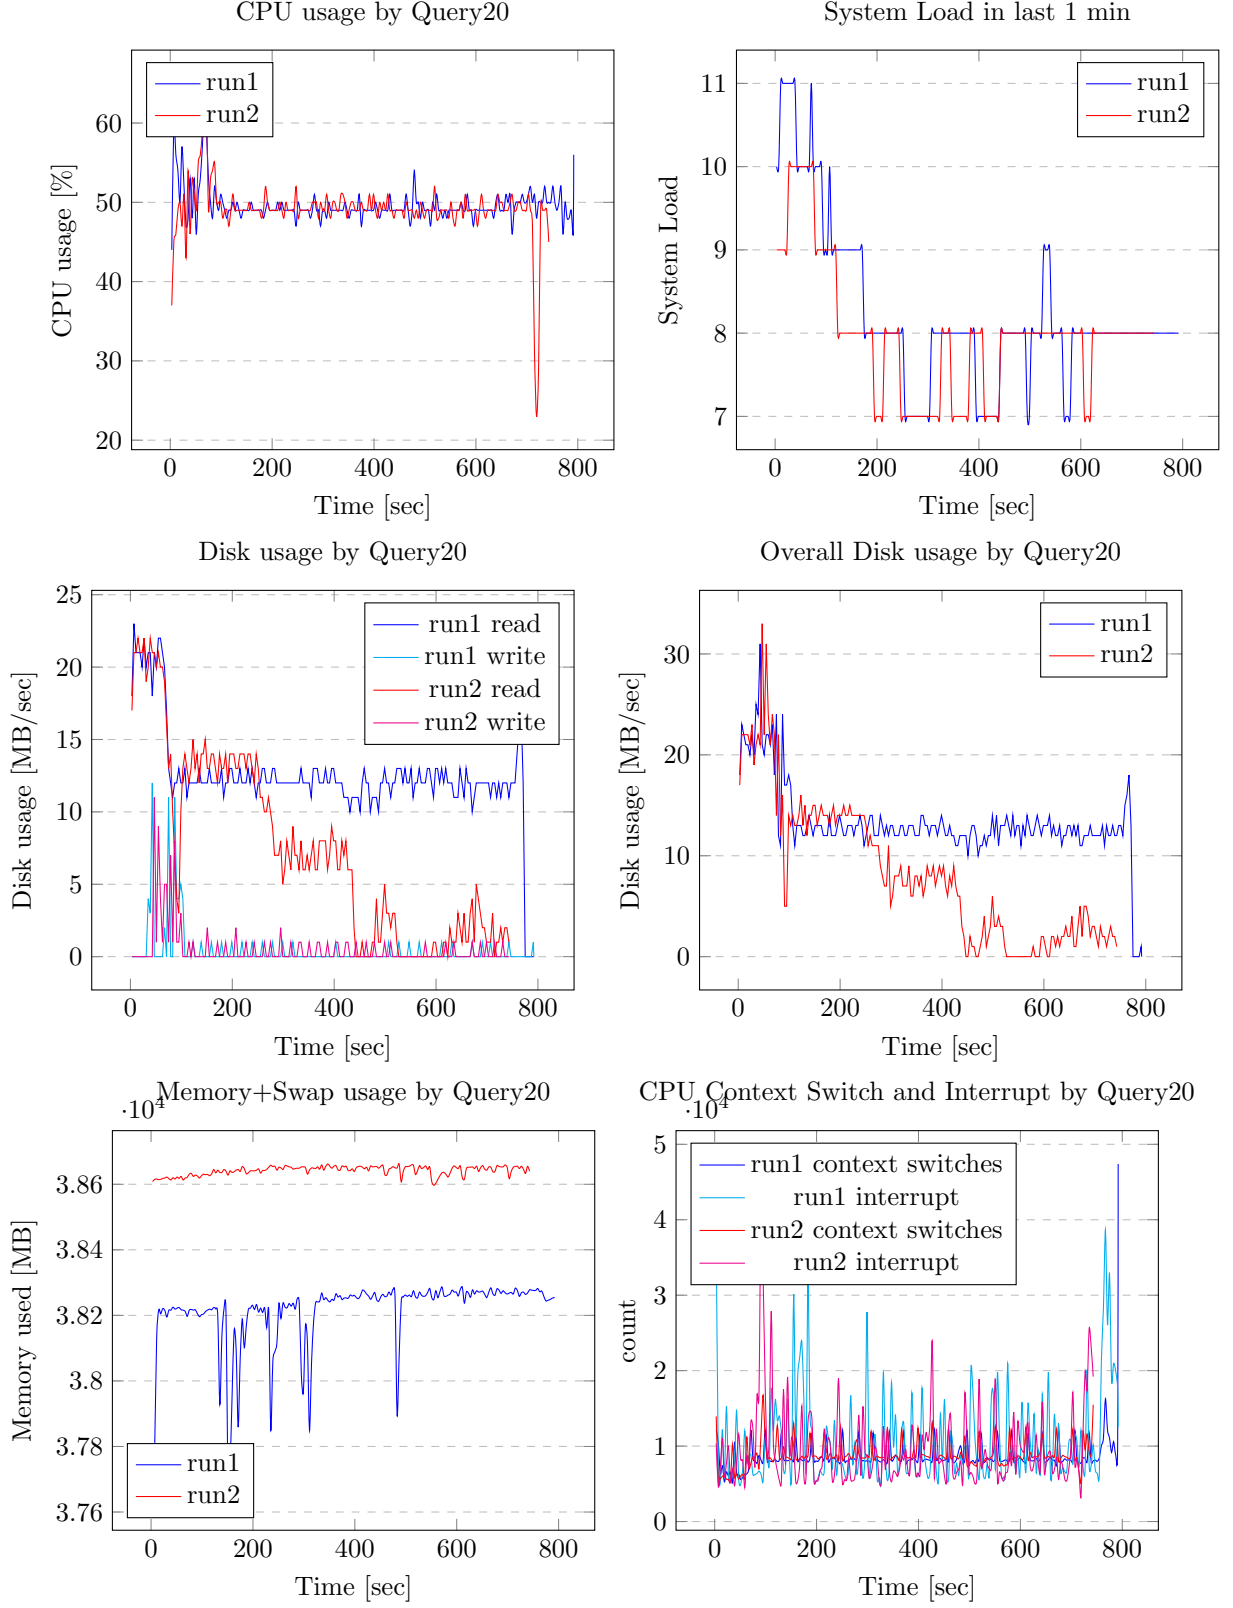 CPU usage by Query20
run1
run2
60
50
40
30
20
0 200 400 600 800
CPU usage [%]
Time [sec]
System Load in last 1 min
run1
run2
11
10
9
8
7
0 200 400 600 800
System Load
Time [sec]
Disk usage by Query20
run1 read
run1 write
run2 read
run2 write
25
20
15
10
5
0
0 200 400 600 800
Disk usage [MB/sec]
Time [sec]
Overall Disk usage by Query20
run1
run2
30
20
10
0
0 200 400 600 800
Disk usage [MB/sec]
Time [sec]
Memory+Swap usage by Query20
·10^4
3.86
3.84
3.82
3.8
3.78
3.76
run1
run2
0 200 400 600 800
Memory used [MB]
Time [sec]
CPU Context Switch and Interrupt by Query20
·10^4
run1 context switches
run1 interrupt
run2 context switches
run2 interrupt
5
4
3
2
1
0
0 200 400 600 800
count
Time [sec]